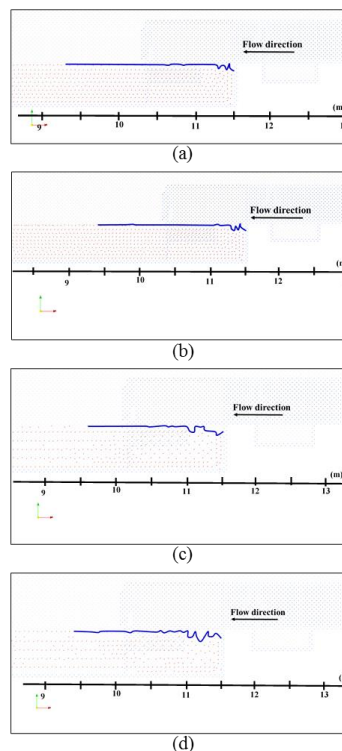 Flow direction
(m
9 10 11 12 13
(a)
Flow direction
(m
9 10 11 12
(b)
Flow direction
(m)
9 10 11 12 13
(c)
Flow direction
9 10 11 12 13
(d)